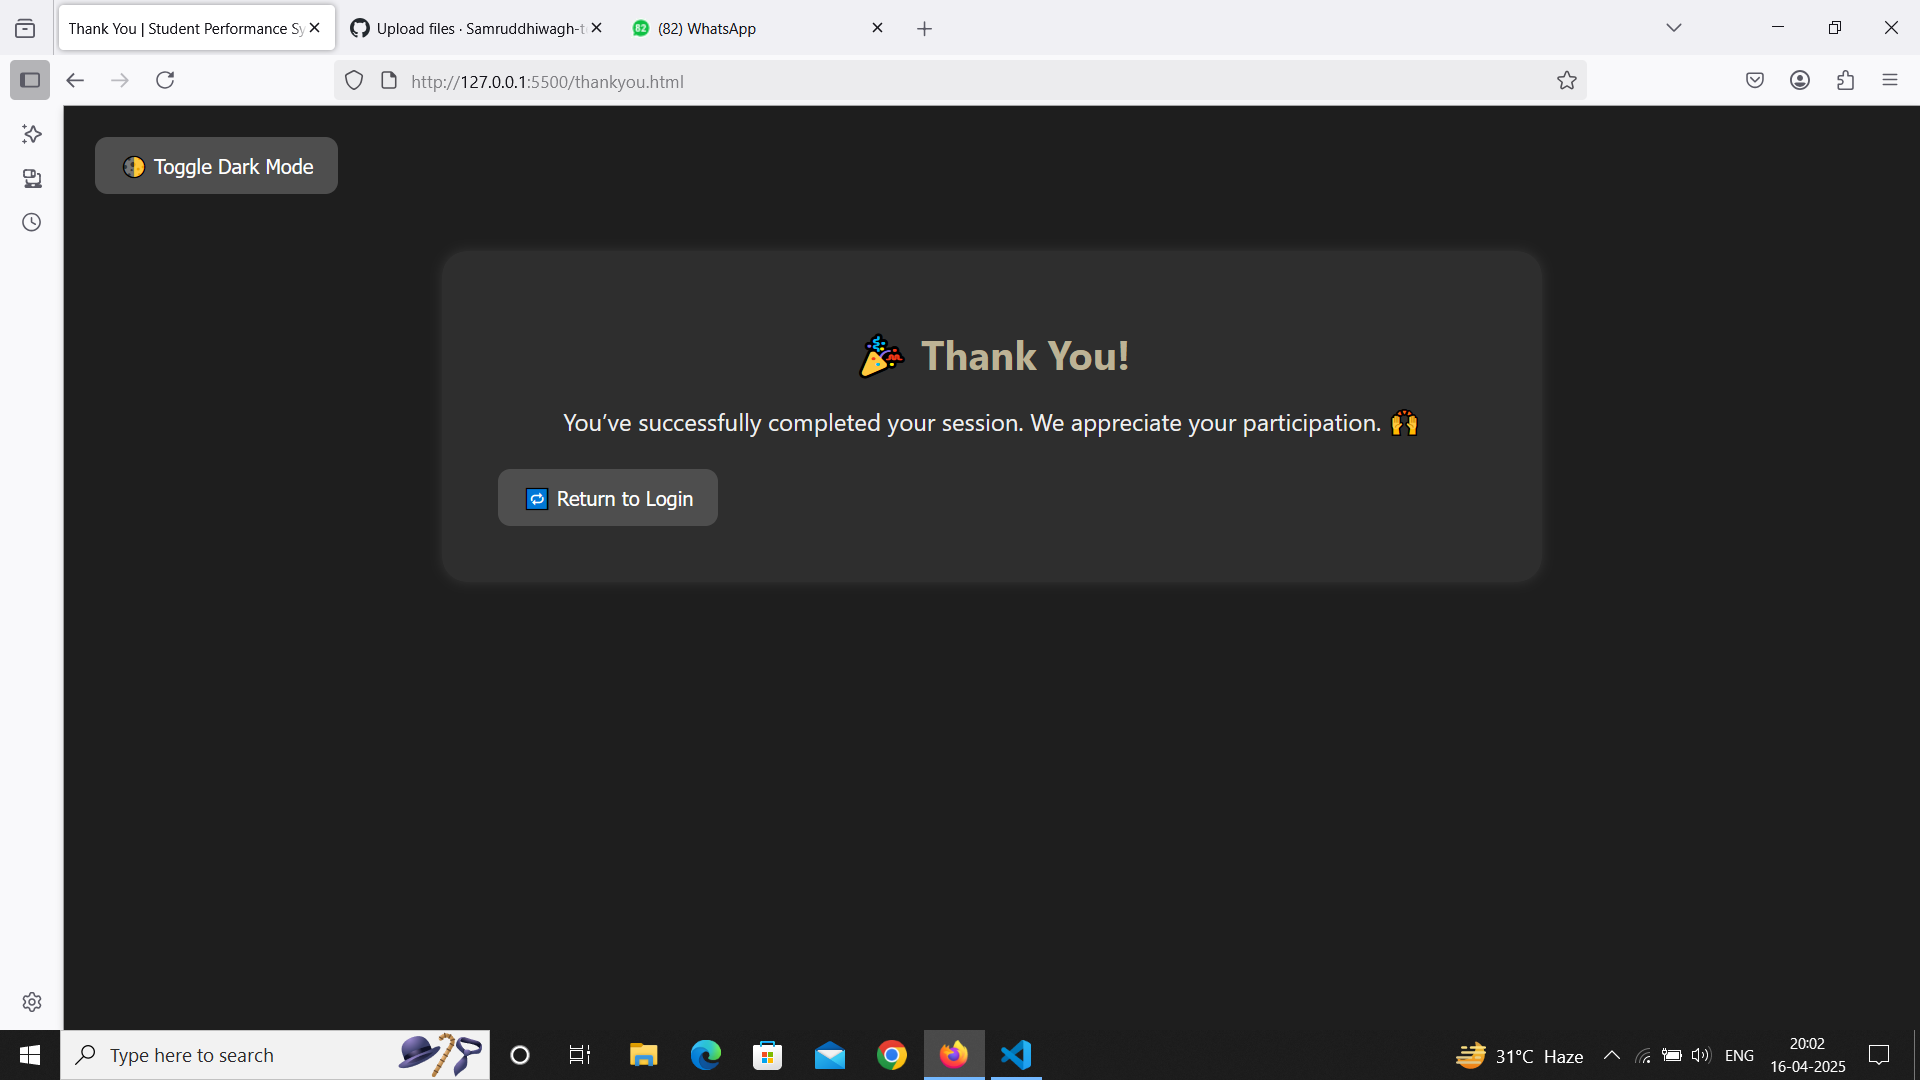 Thank You | Student Performance Sy
Upload files · Samruddhiwagh-t
82
(82) WhatsApp
http://127.0.0.1:5500/thankyou.html
Toggle Dark Mode
Thank You!
You’ve successfully completed your session. We appreciate your participation.
Return to Login
Type here to search
31°C Haze
ENG
20:02
16-04-2025